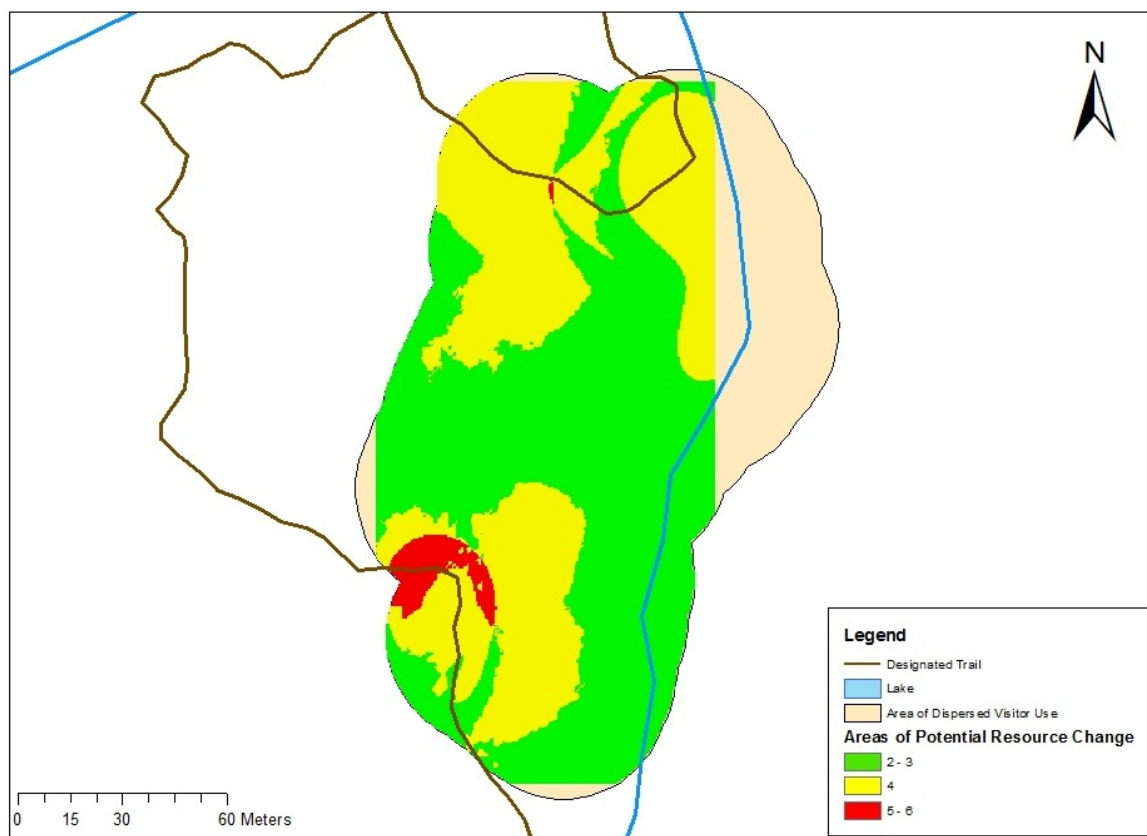 N
Legend
Designated Trail
Lake
Area of Dispersed Visitor Use
Areas of Potential Resource Change
2 - 3
4
5 - 6
0 15 30 60 Meters